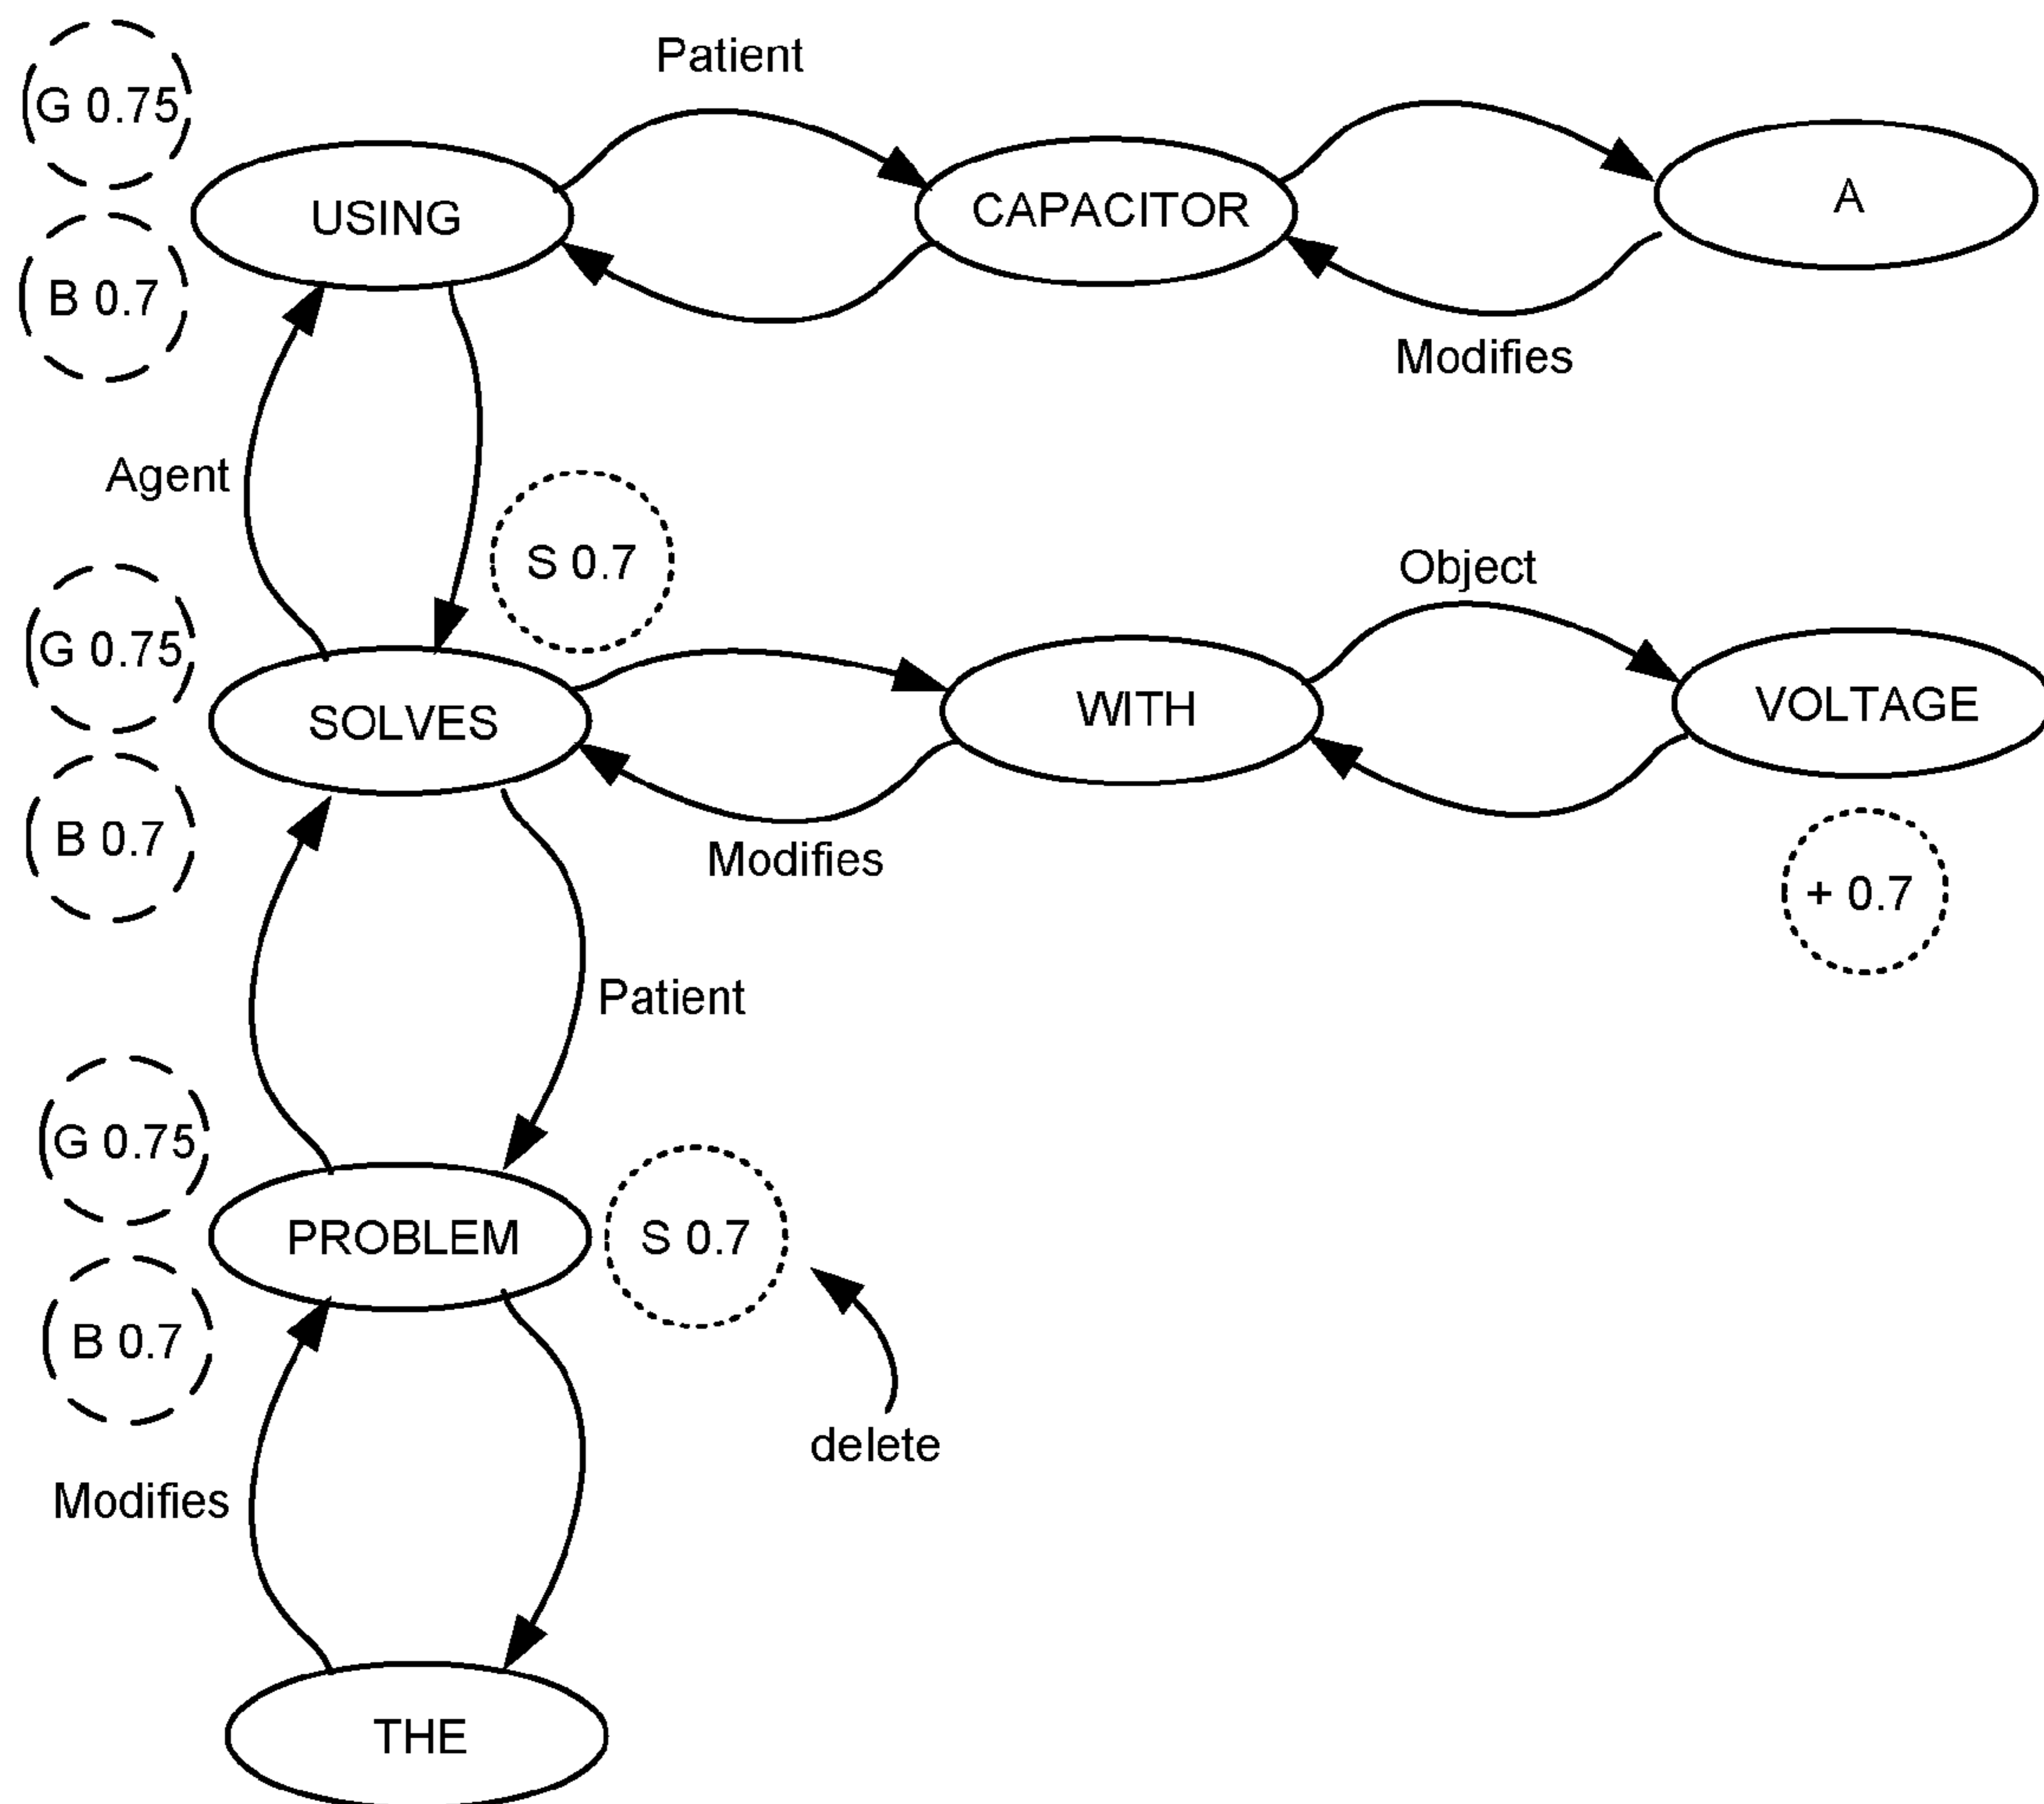 Patient
G 0.75
USING
CAPACITOR
A
B 0.7
Modifies
Agent
S 0.7
Object
G 0.75
SOLVES
WITH
VOLTAGE
B 0.7
Modifies
+ 0.7
Patient
G 0.75
PROBLEM
S 0.7
B 0.7
delete
Modifies
THE